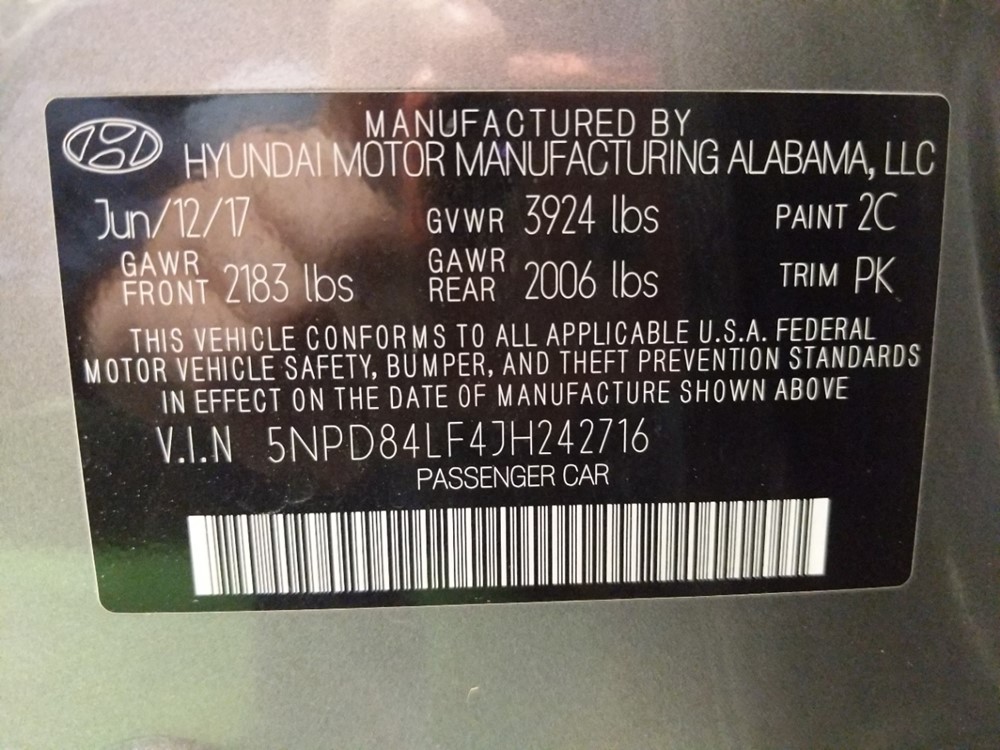 MANUFACTURED BY
HYUNDAI MOTOR MANUFACTURING ALABAMA, LLC
Jun/12/17 GVWR 3924 lbs PAINT 2C
GAWR FRONT 2183 lbs GAWR REAR 2006 lbs TRIM PK
THIS VEHICLE CONFORMS TO ALL APPLICABLE U.S.A. FEDERAL
MOTOR VEHICLE SAFETY, BUMPER, AND THEFT PREVENTION STANDARDS
IN EFFECT ON THE DATE OF MANUFACTURE SHOWN ABOVE
V.I.N 5NPD84LF4JH242716
PASSENGER CAR